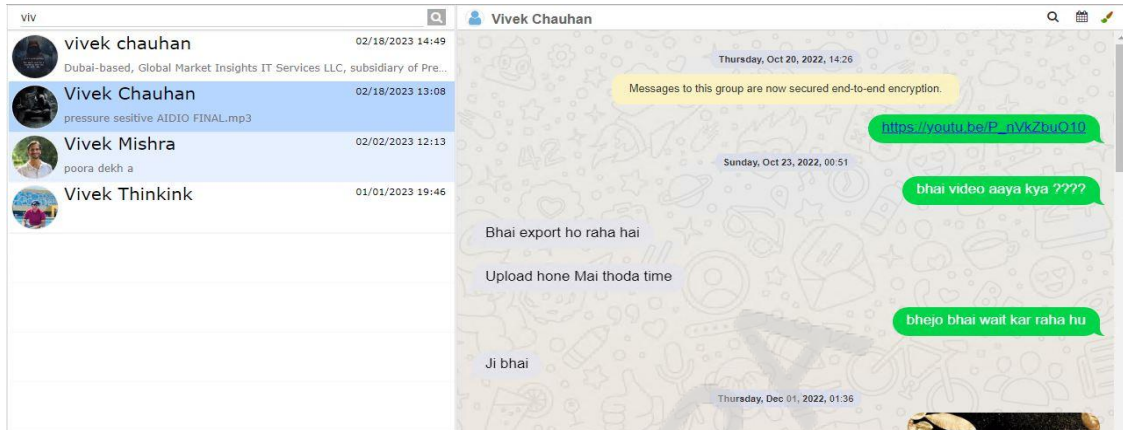 viv
vivek chauhan
02/18/2023 14:49
Dubai-based, Global Market Insights IT Services LLC, subsidiary of Pre...
Vivek Chauhan
02/18/2023 13:08
pressure sesitive AIDIO FINAL.mp3
Vivek Mishra
02/02/2023 12:13
poora dekh a
Vivek Thinkink
01/01/2023 19:46
Vivek Chauhan
Thursday, Oct 20, 2022, 14:26
Messages to this group are now secured end-to-end encryption.
https://youtu.be/P_nVkZbuO10
Sunday, Oct 23, 2022, 00:51
bhai video aaya kya ????
Bhai export ho raha hai
Upload hone Mai thoda time
bhejo bhai wait kar raha hu
Ji bhai
Thursday, Dec 01, 2022, 01:36